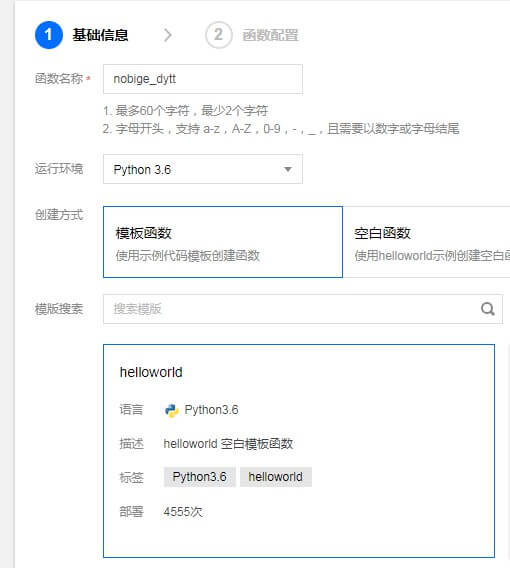 1 基础信息 2 函数配置
函数名称 * nobige_dytt
1. 最多60个字符，最少2个字符
2. 字母开头，支持 a-z，A-Z，0-9，-，_，且需要以数字或字母结尾
运行环境 Python 3.6
创建方式 模板函数 空白函数
使用示例代码模板创建函数 使用helloworld示例创建空白函
模版搜索 搜索模版
helloworld
语言 Python3.6
描述 helloworld 空白模板函数
标签 Python3.6 helloworld
部署 4555次